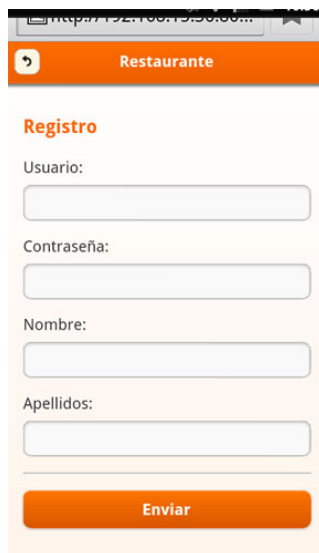 Restaurante
Registro
Usuario:
Contraseña:
Nombre:
Apellidos:
Enviar